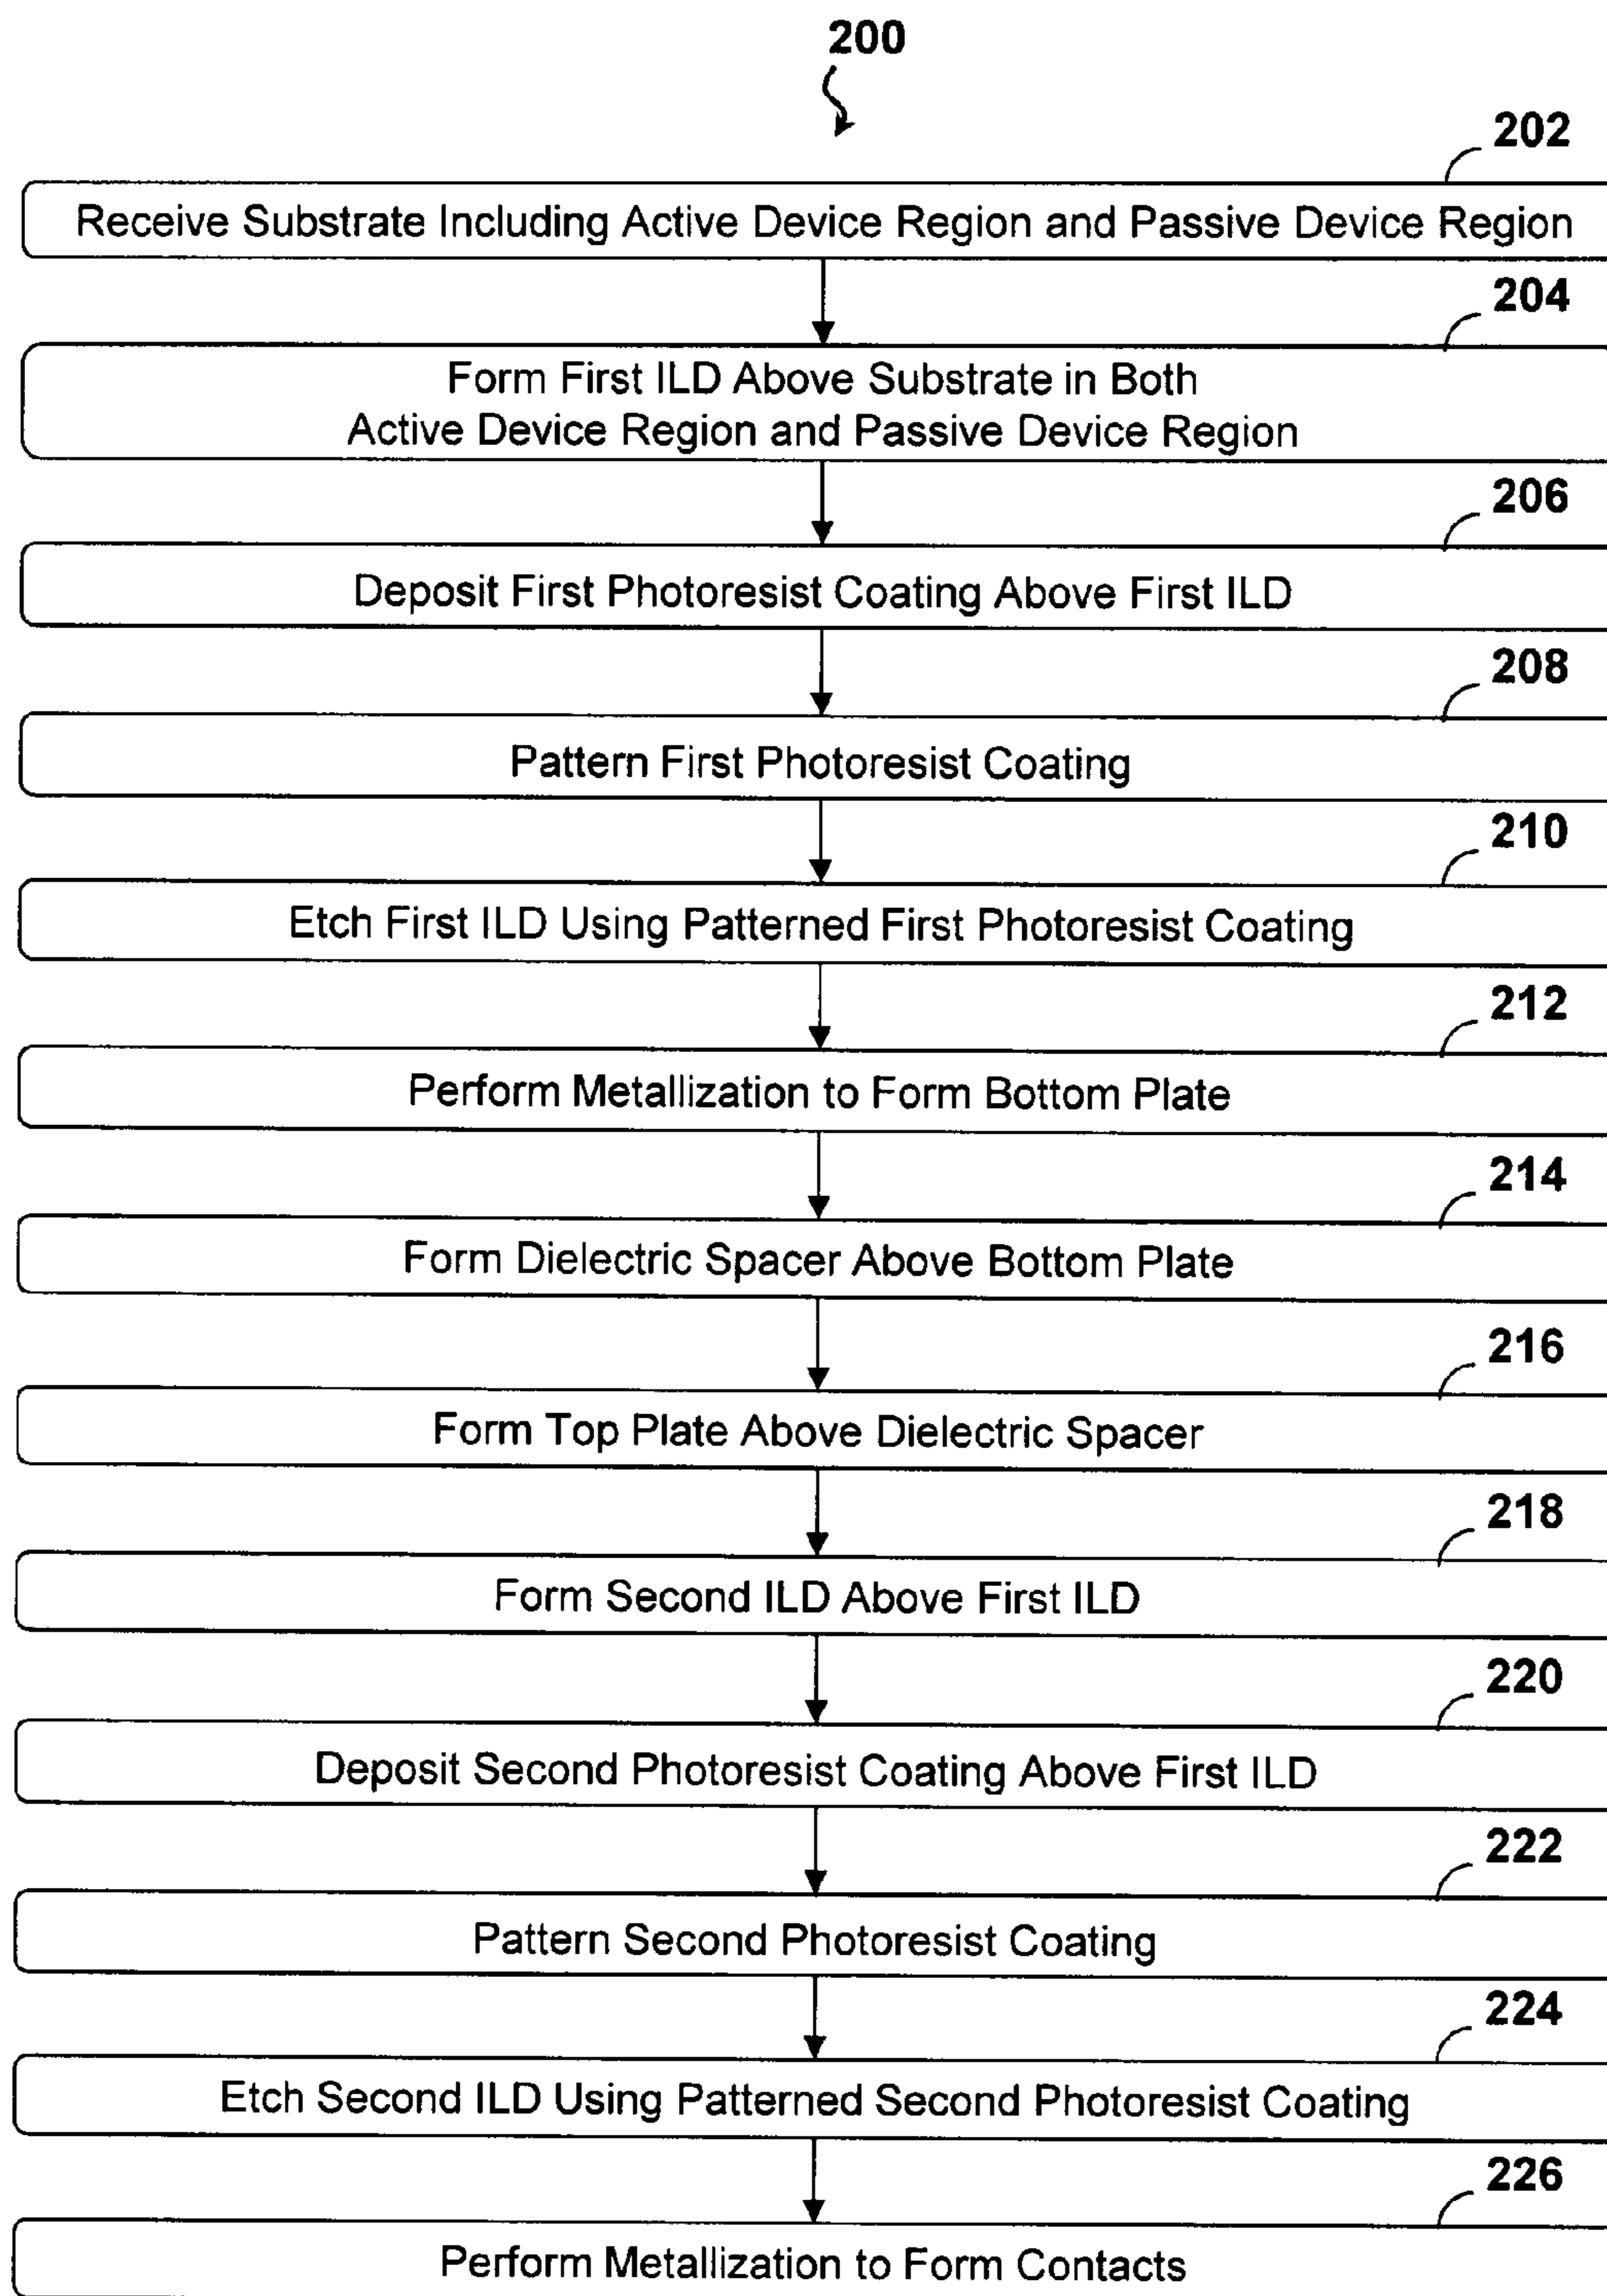 200
202
Receive Substrate Including Active Device Region and Passive Device Region
204
Form First ILD Above Substrate in Both
Active Device Region and Passive Device Region
206
Deposit First Photoresist Coating Above First ILD
208
Pattern First Photoresist Coating
210
Etch First ILD Using Patterned First Photoresist Coating
212
Perform Metallization to Form Bottom Plate
214
Form Dielectric Spacer Above Bottom Plate
216
Form Top Plate Above Dielectric Spacer
218
Form Second ILD Above First ILD
220
Deposit Second Photoresist Coating Above First ILD
222
Pattern Second Photoresist Coating
224
Etch Second ILD Using Patterned Second Photoresist Coating
226
Perform Metallization to Form Contacts